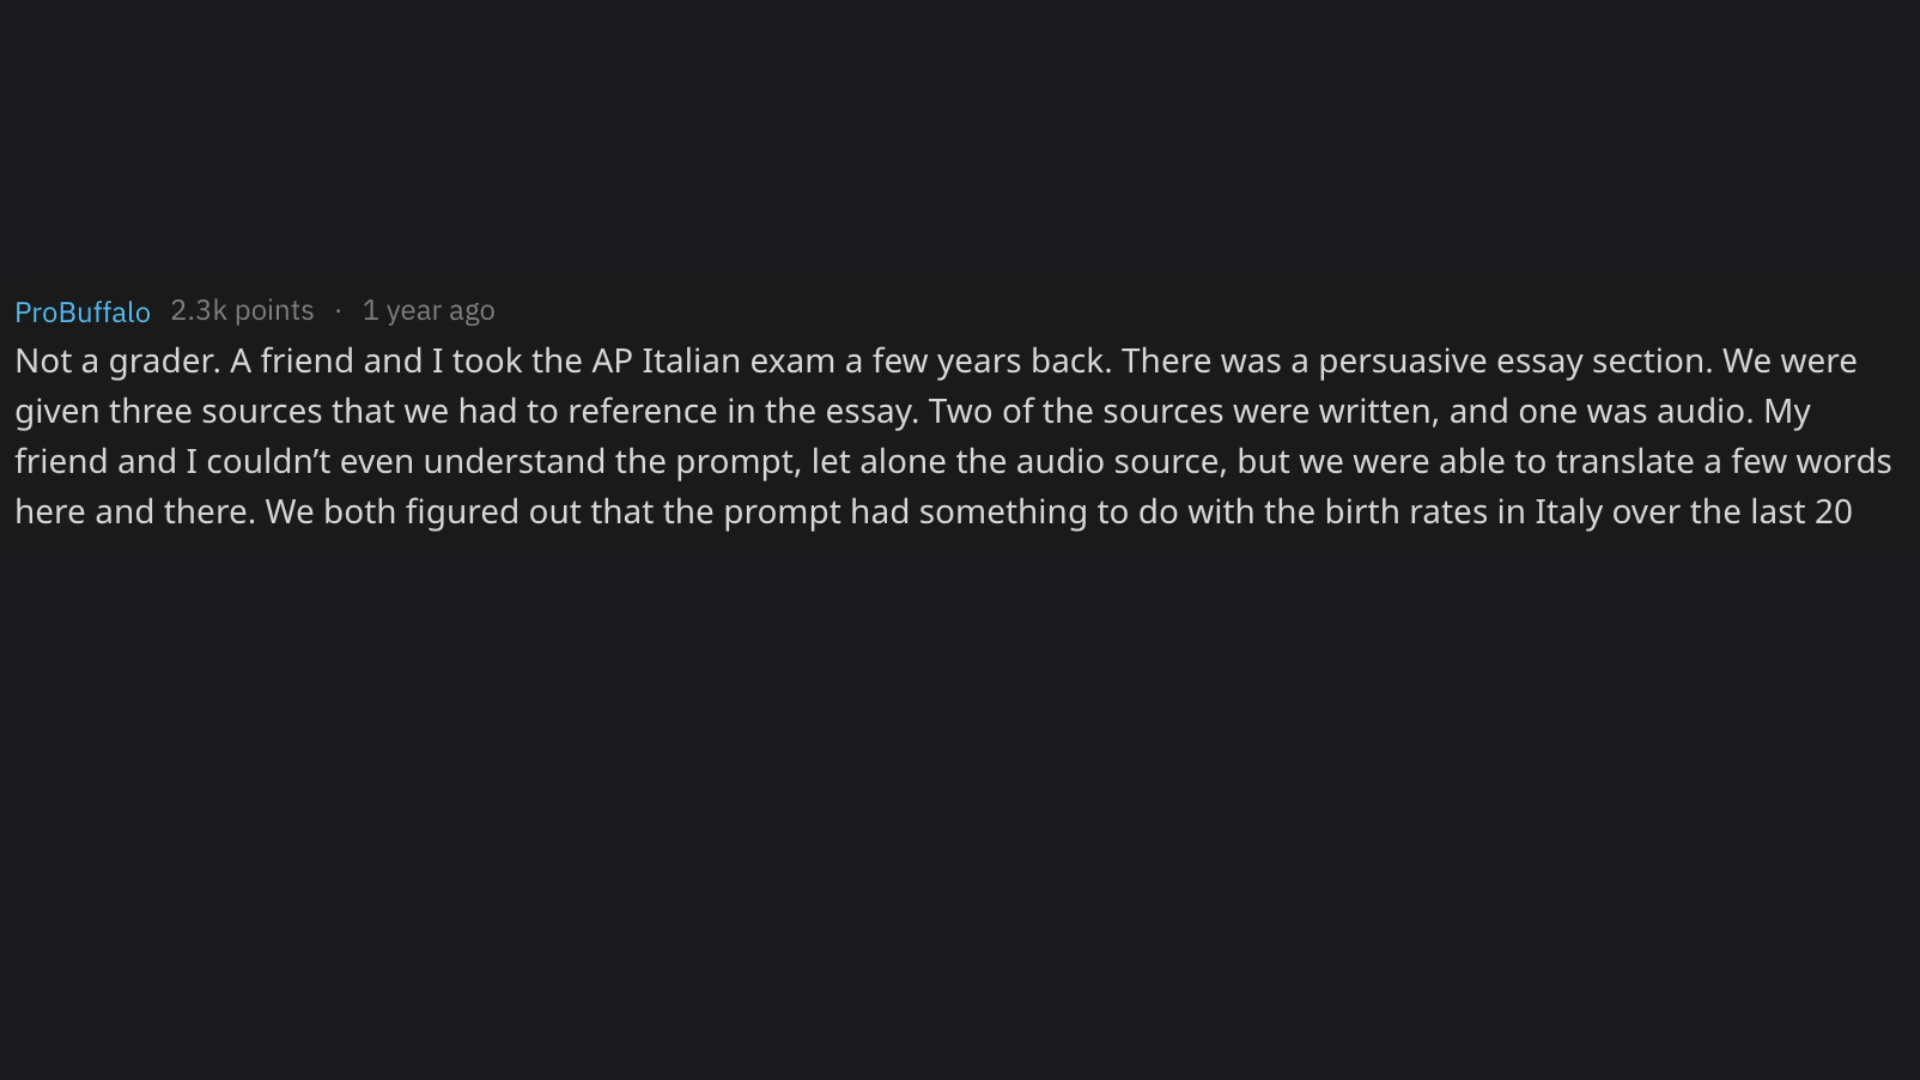 ProBuffalo 2.3k points · 1 year ago
Not a grader. A friend and I took the AP Italian exam a few years back. There was a persuasive essay section. We were
given three sources that we had to reference in the essay. Two of the sources were written, and one was audio. My
friend and I couldn’t even understand the prompt, let alone the audio source, but we were able to translate a few words
here and there. We both figured out that the prompt had something to do with the birth rates in Italy over the last 20